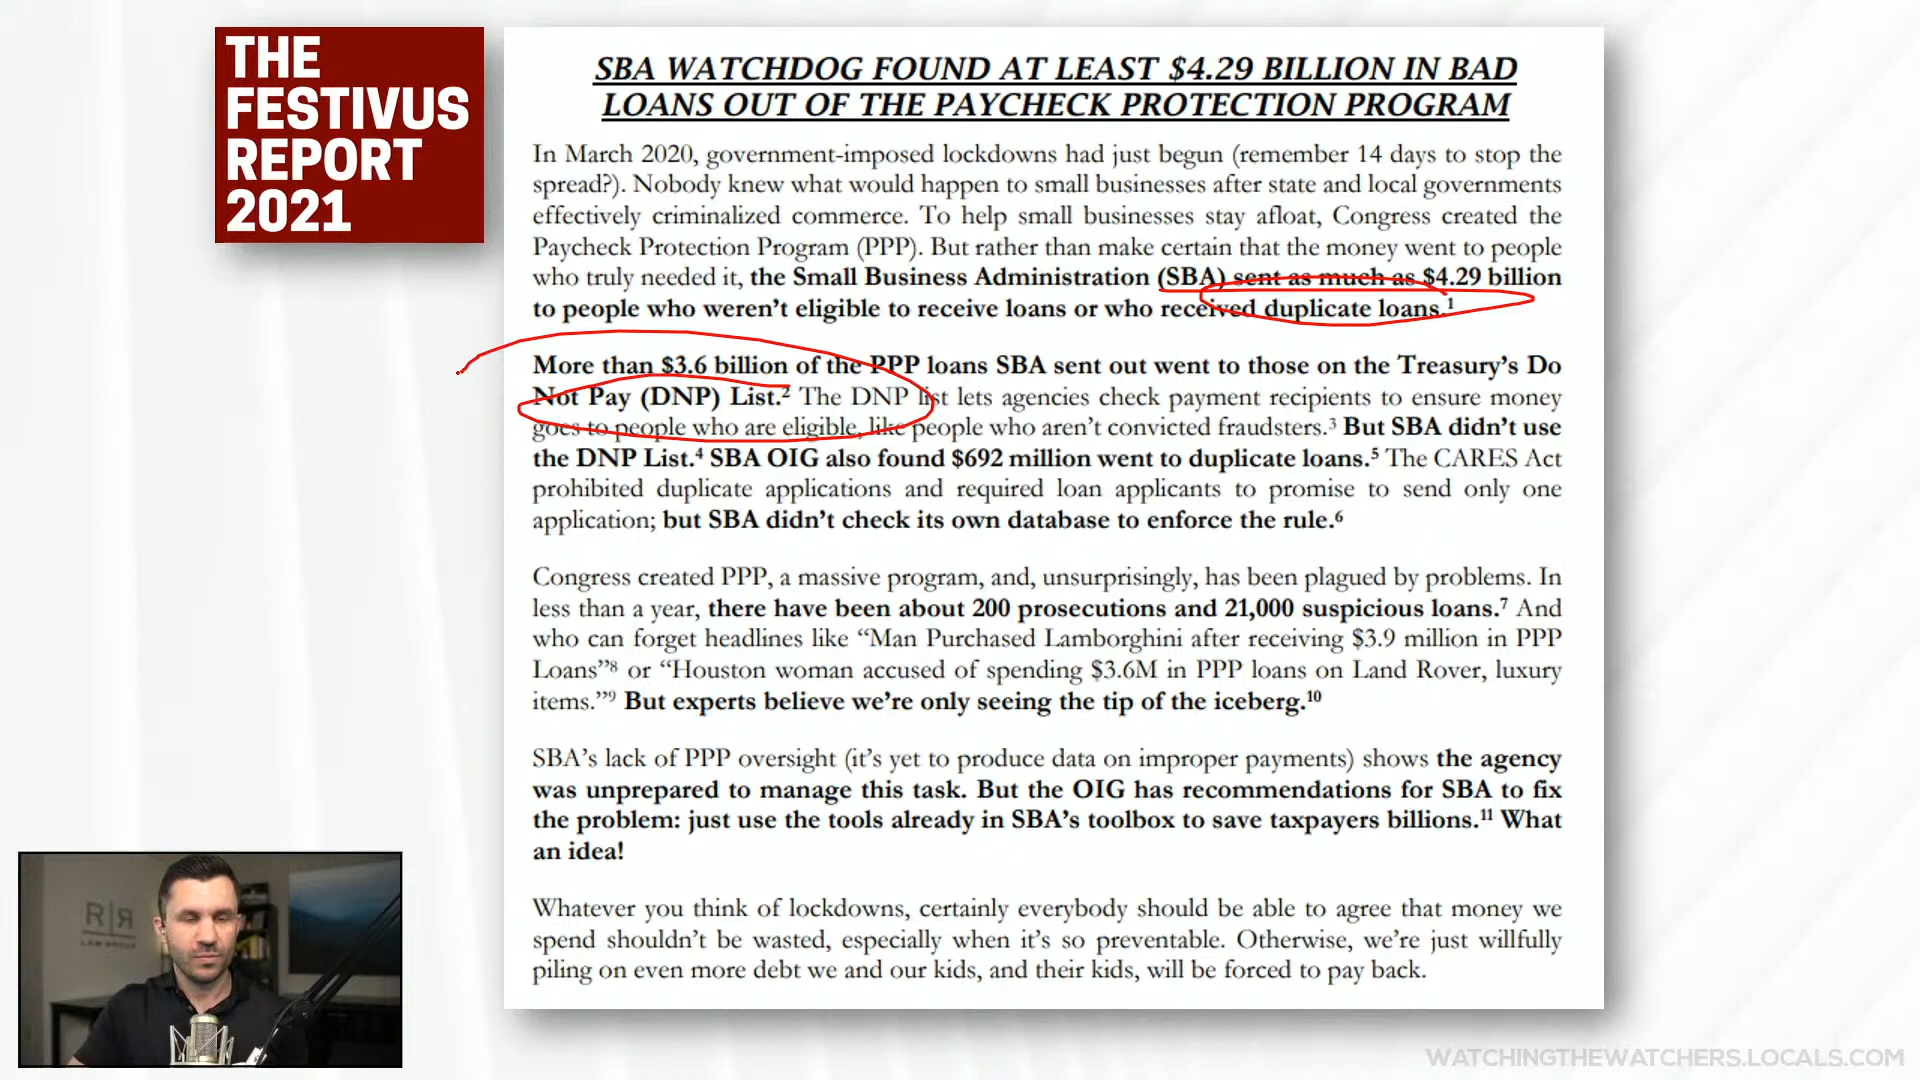 THE
FESTIVUS
REPORT
2021
SBA WATCHDOG FOUND AT LEAST $4.29 BILLION IN BAD
LOANS OUT OF THE PAYCHECK PROTECTION PROGRAM
In March 2020, government-imposed lockdowns had just begun (remember 14 days to stop the
spread?). Nobody knew what would happen to small businesses after state and local governments
effectively criminalized commerce. To help small businesses stay afloat, Congress created the
Paycheck Protection Program (PPP). But rather than make certain that the money went to people
who truly needed it, the Small Business Administration (SBA) sent as much as $4.29 billion
to people who weren't eligible to receive loans or who received duplicate loans.¹
More than $3.6 billion of the PPP loans SBA sent out went to those on the Treasury's Do
Not Pay (DNP) List.² The DNP list lets agencies check payment recipients to ensure money
goes to people who are eligible, like people who aren't convicted fraudsters.³ But SBA didn't use
the DNP List.⁴ SBA OIG also found $692 million went to duplicate loans.⁵ The CARES Act
prohibited duplicate applications and required loan applicants to promise to send only one
application; but SBA didn't check its own database to enforce the rule.⁶
Congress created PPP, a massive program, and, unsurprisingly, has been plagued by problems. In
less than a year, there have been about 200 prosecutions and 21,000 suspicious loans.⁷ And
who can forget headlines like “Man Purchased Lamborghini after receiving $3.9 million in PPP
Loans”⁸ or “Houston woman accused of spending $3.6M in PPP loans on Land Rover, luxury
items.”⁹ But experts believe we're only seeing the tip of the iceberg.¹⁰
SBA's lack of PPP oversight (it's yet to produce data on improper payments) shows the agency
was unprepared to manage this task. But the OIG has recommendations for SBA to fix
the problem: just use the tools already in SBA's toolbox to save taxpayers billions.¹¹ What
an idea!
Whatever you think of lockdowns, certainly everybody should be able to agree that money we
spend shouldn't be wasted, especially when it's so preventable. Otherwise, we're just willfully
piling on even more debt we and our kids, and their kids, will be forced to pay back.
R|R
LAW GROUP
WATCHINGTHEWATCHERS.LOCALS.COM